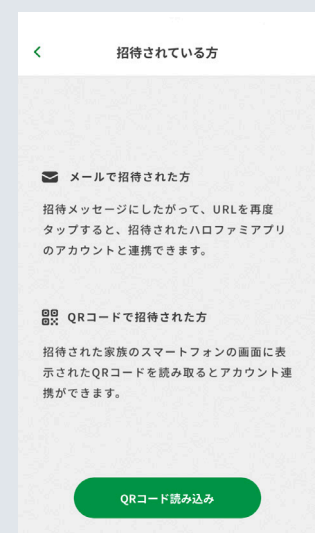 招待されている方
メールで招待された方
招待メッセージにしたがって、URLを再度
タップすると、招待されたハロファミアプリ
のアカウントと連携できます。
QRコードで招待された方
招待された家族のスマートフォンの画面に表
示されたQRコードを読み取るとアカウント連
携ができます。
QRコード読み込み